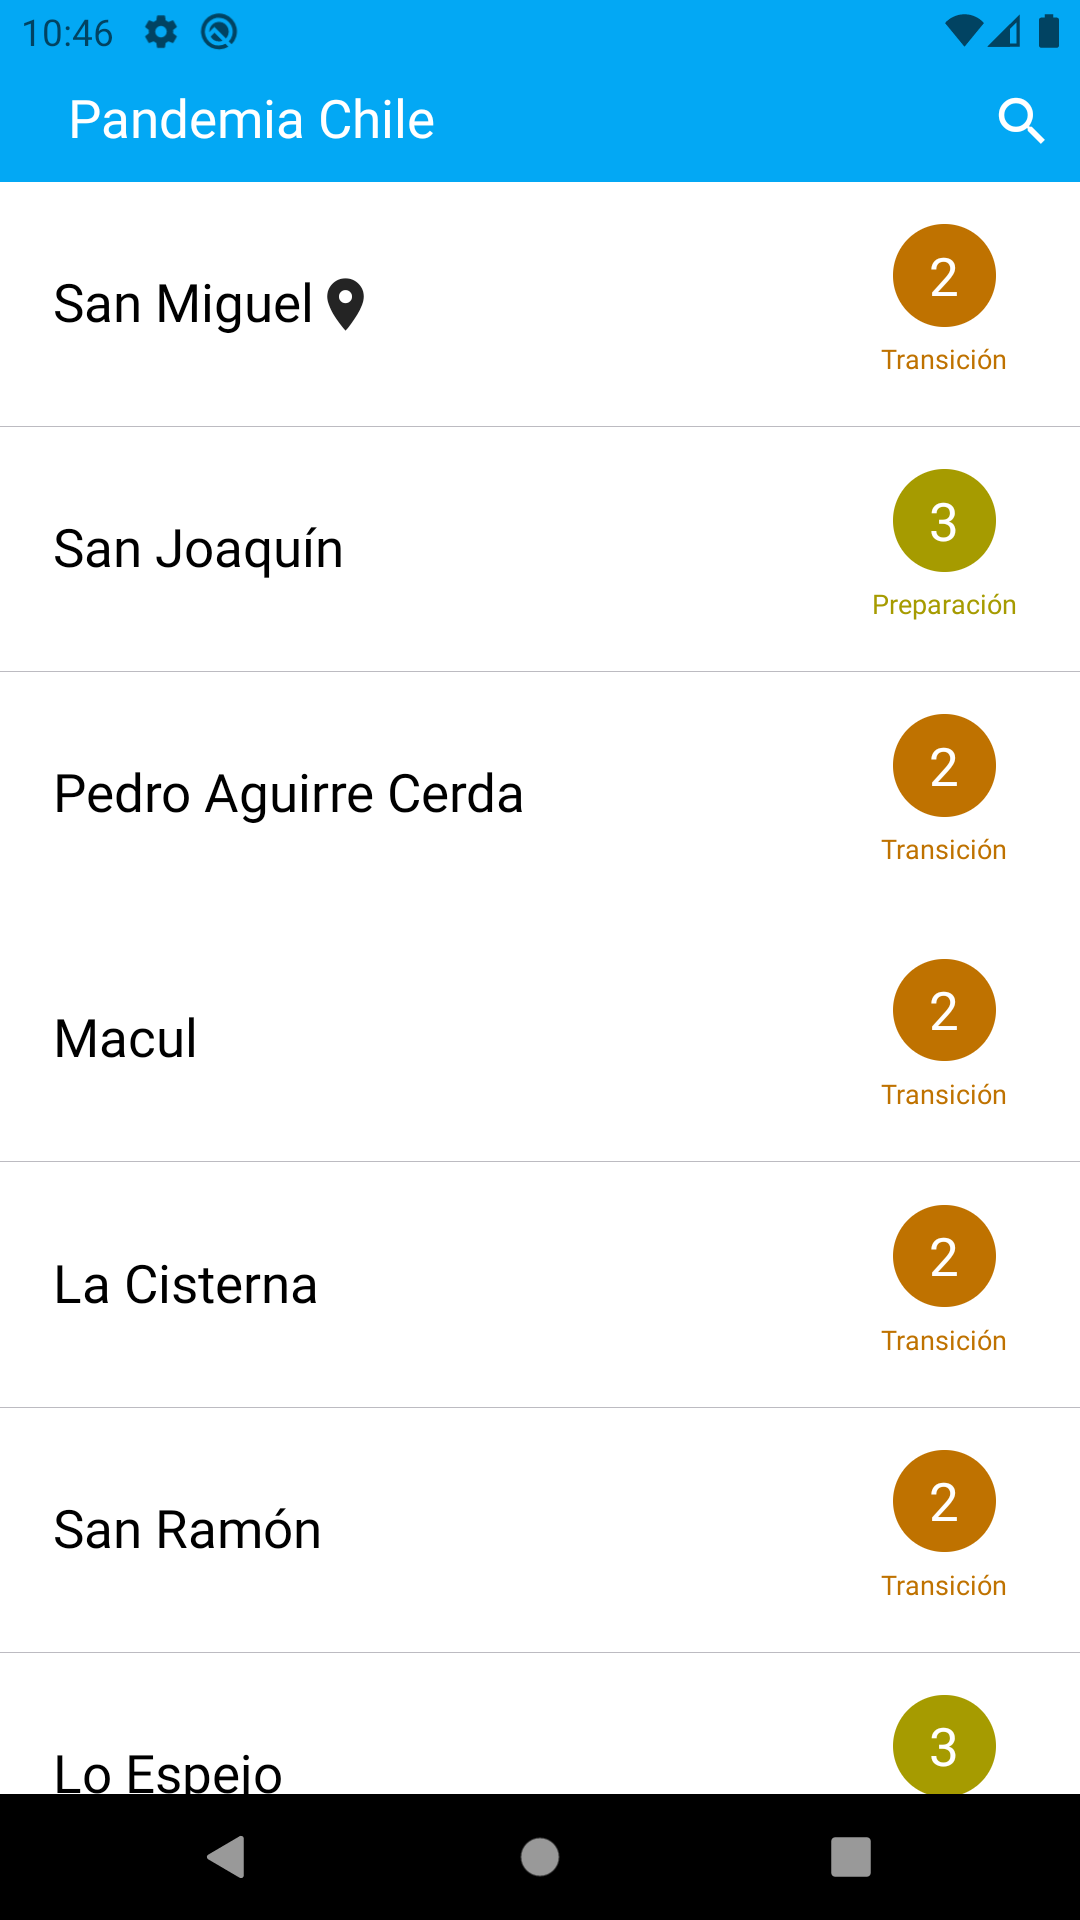 10:46
Pandemia Chile
San Miguel
2
Transición
San Joaquín
3
Preparación
Pedro Aguirre Cerda
2
Transición
Macul
2
Transición
La Cisterna
2
Transición
San Ramón
2
Transición
Lo Espejo
3